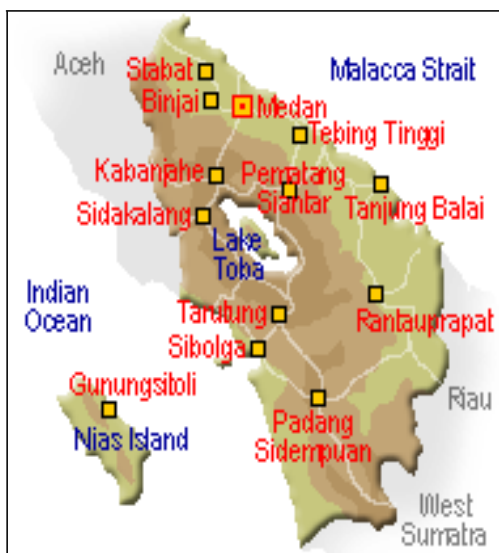 Aceh
Stabat
Malacca Strait
Binjai
Medan
Tebing Tinggi
Kabanjahe
Pematang
Siantar
Tanjung Balai
Sidakalang
Lake
Toba
Indian
Ocean
Tarutung
Rantauprapat
Sibolga
Gunungsitoli
Riau
Nias Island
Padang
Sidempuan
West
Sumatra